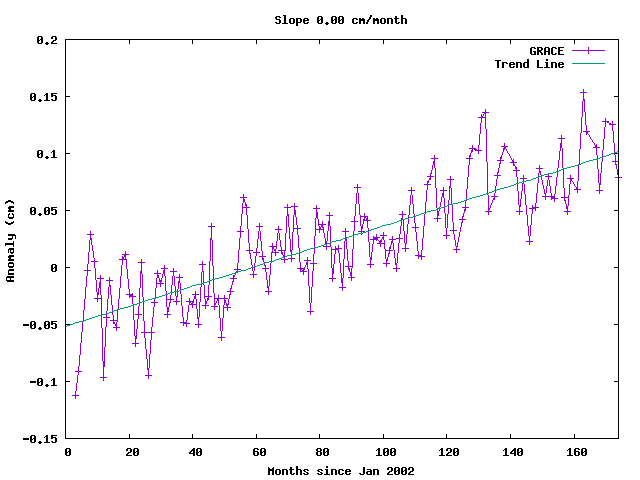 Slope 0.00 cm/month
GRACE
Trend Line
Anomaly (cm)
0.2
0.15
0.1
0.05
0
-0.05
-0.1
-0.15
0 20 40 60 80 100 120 140 160
Months since Jan 2002